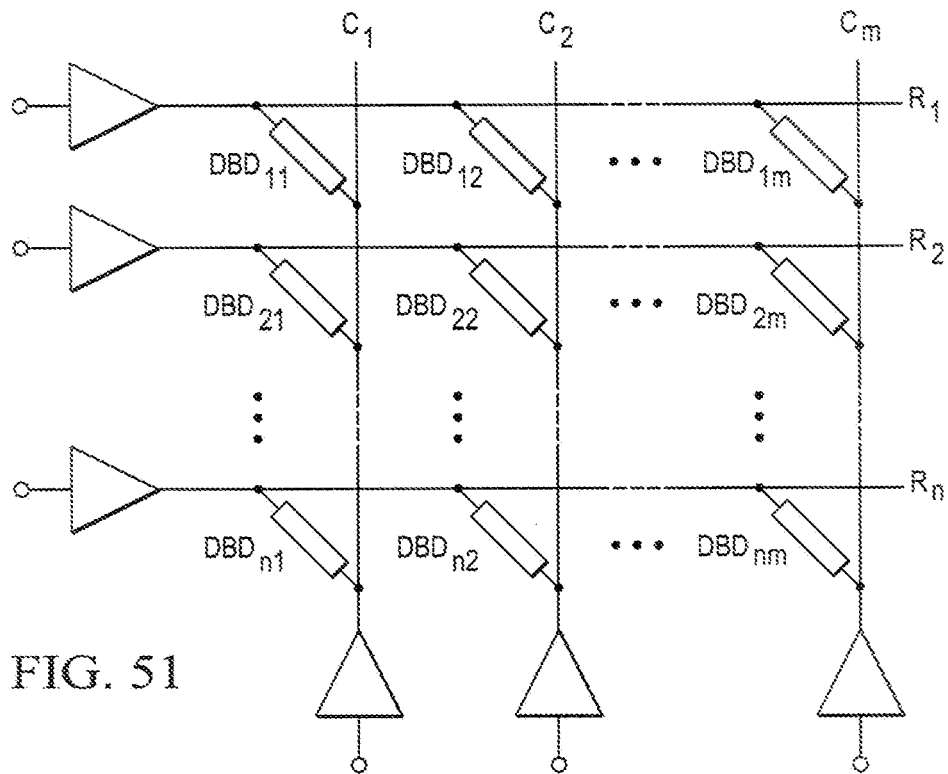 C1 C2 Cm
R1
DBD11 DBD12 ••• DBD1m
R2
DBD21 DBD22 ••• DBD2m
Rn
DBDn1 DBDn2 ••• DBDnm
FIG. 51